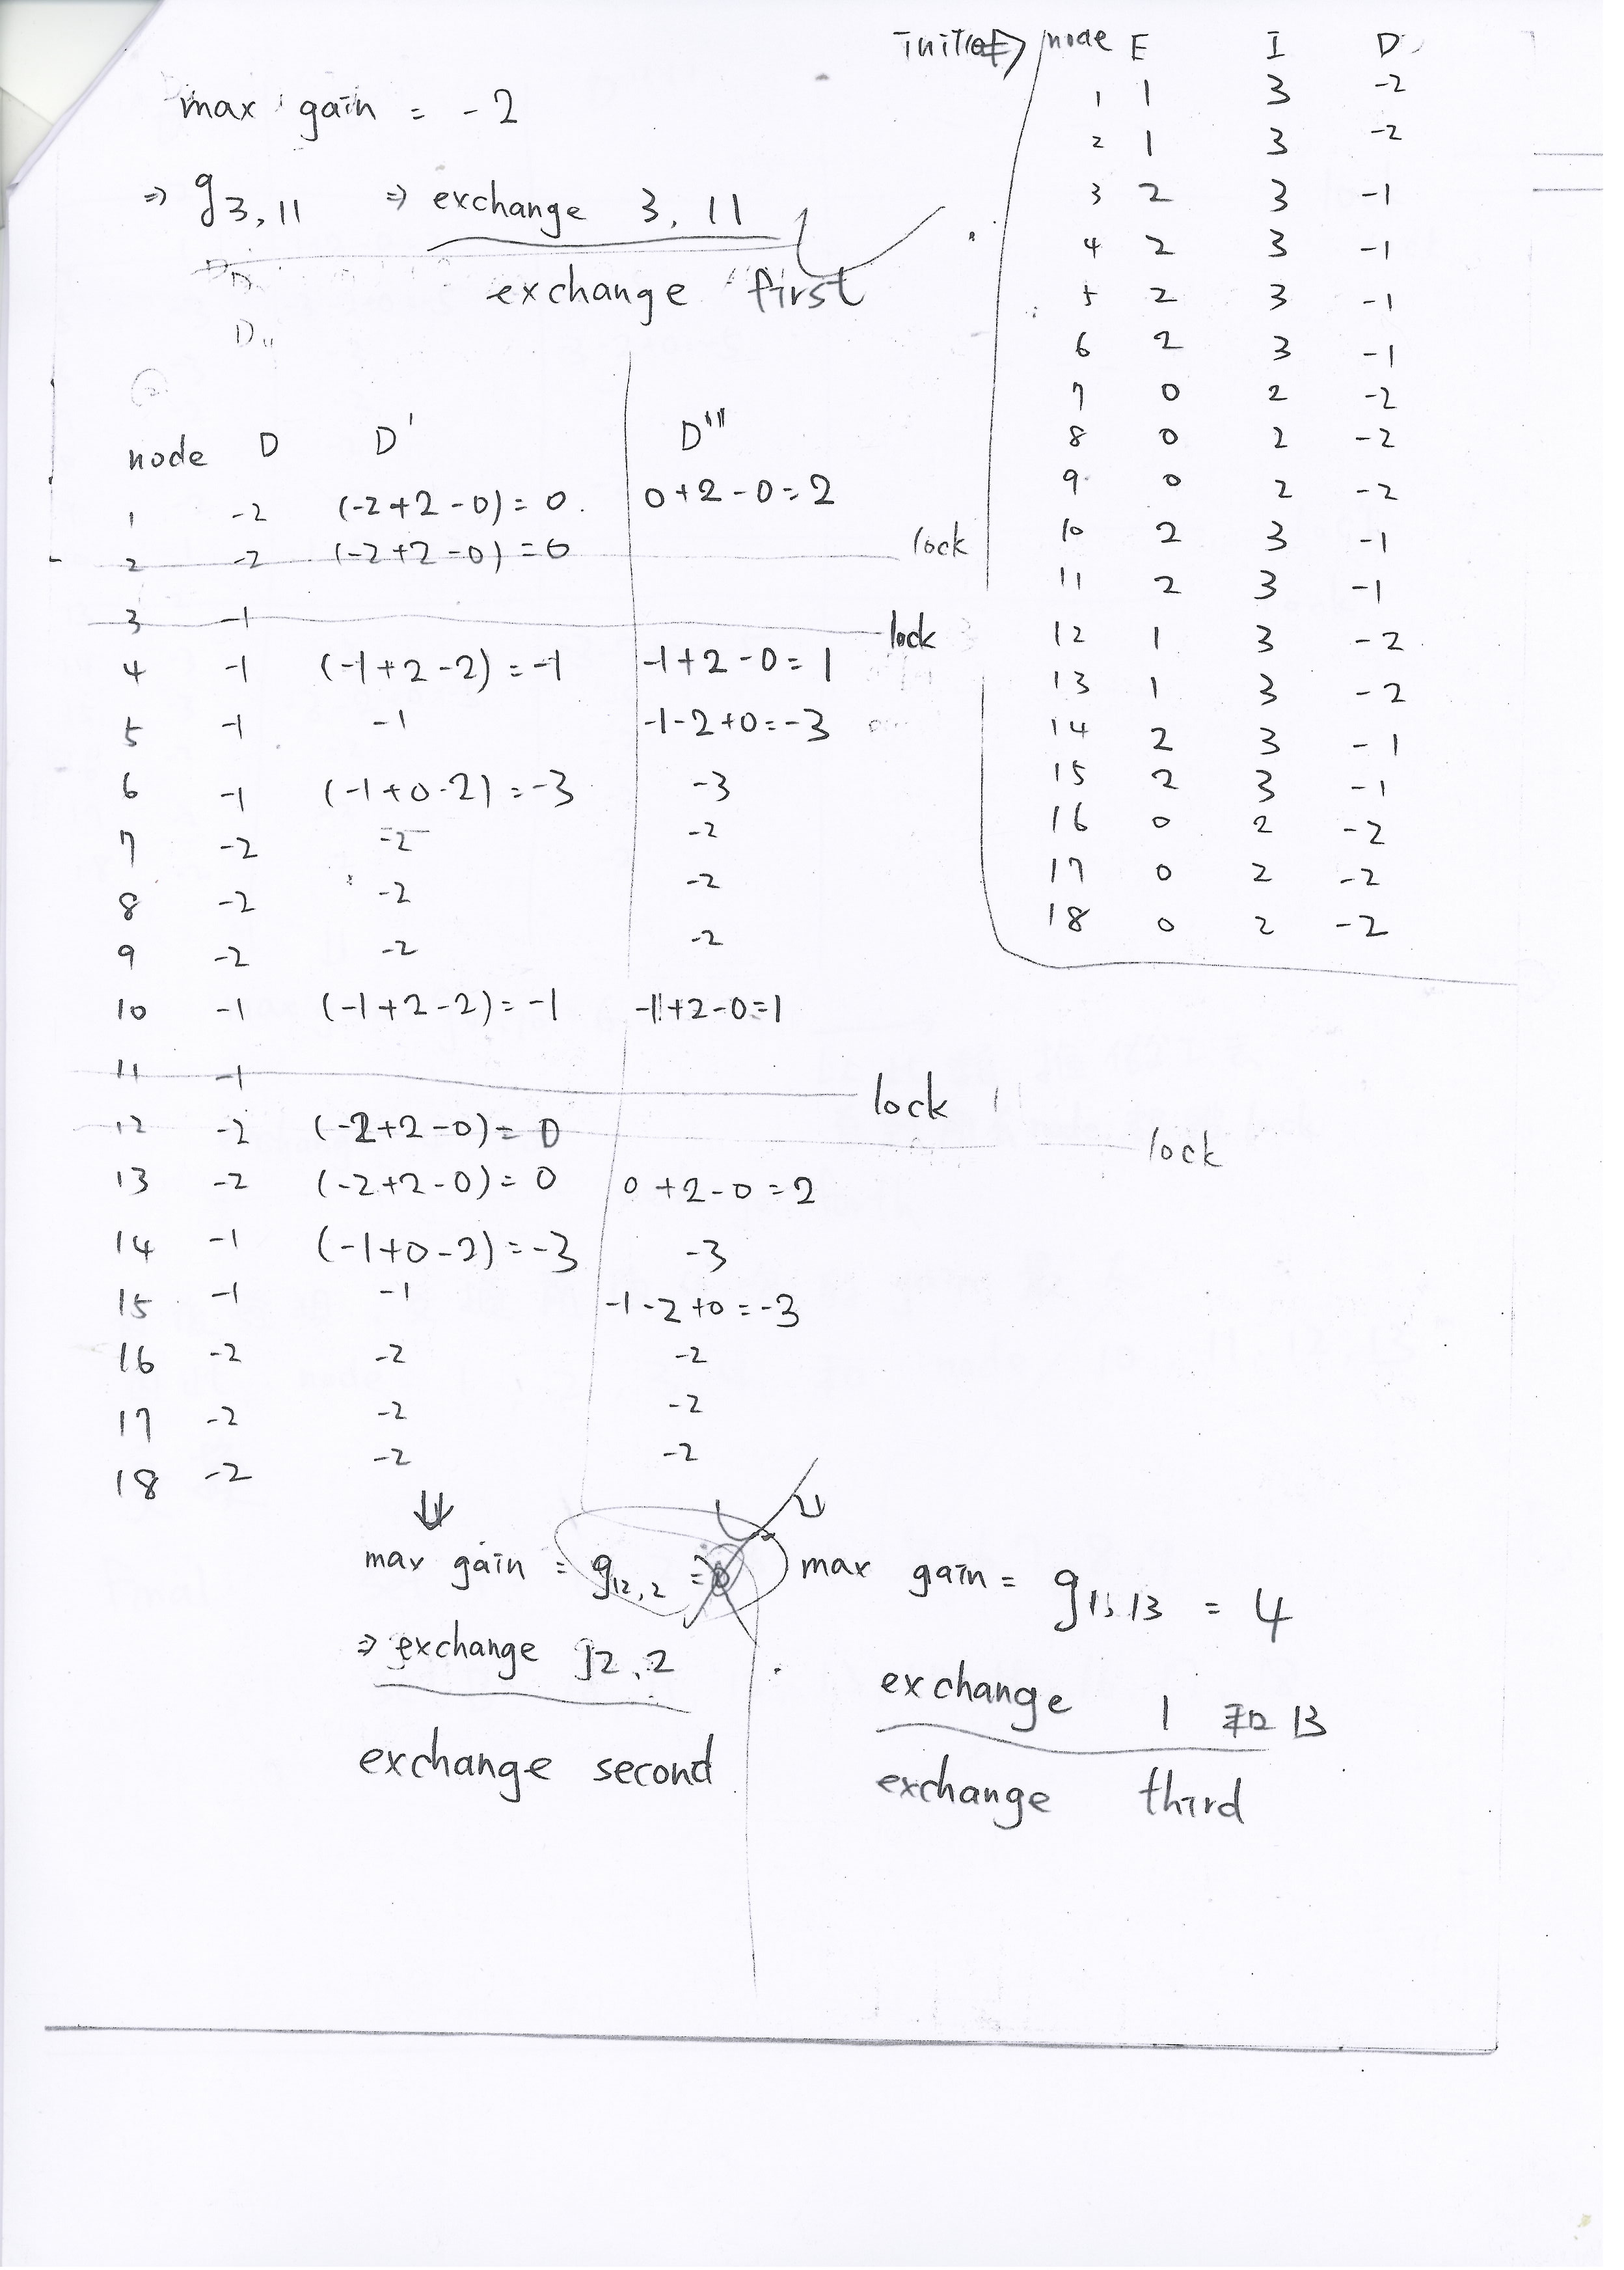 max gain = -2
⇒ g3,11 ⇒ exchange 3, 11
exchange first
D11
initial ⇒ node E I D
1 1 3 -2
2 1 3 -2
3 2 3 -1
4 2 3 -1
5 2 3 -1
6 2 3 -1
7 0 2 -2
8 0 2 -2
9 0 2 -2
10 2 3 -1
11 2 3 -1
12 1 3 -2
13 1 3 -2
14 2 3 -1
15 2 3 -1
16 0 2 -2
17 0 2 -2
18 0 2 -2
node D D' D'''
1 -2 (-2+2-0)=0 0+2-0=2
2 -2 (-2+2-0)=0 lock
3 -1 lock
4 -1 (-1+2-2)=-1 -1+2-0=1
5 -1 -1 -1-2+0=-3
6 -1 (-1+0-2)=-3 -3
7 -2 -2 -2
8 -2 -2 -2
9 -2 -2 -2
10 -1 (-1+2-2)=-1 -1+2-0=1
11 -1 lock
12 -2 (-2+2-0)=0 lock
13 -2 (-2+2-0)=0 0+2-0=2
14 -1 (-1+0-2)=-3 -3
15 -1 -1 -1-2+0=-3
16 -2 -2 -2
17 -2 -2 -2
18 -2 -2 -2
max gain = g12,2 =
⇒ exchange 12,2
exchange second
max gain = g1,13 = 4
exchange 1 和 13
exchange third